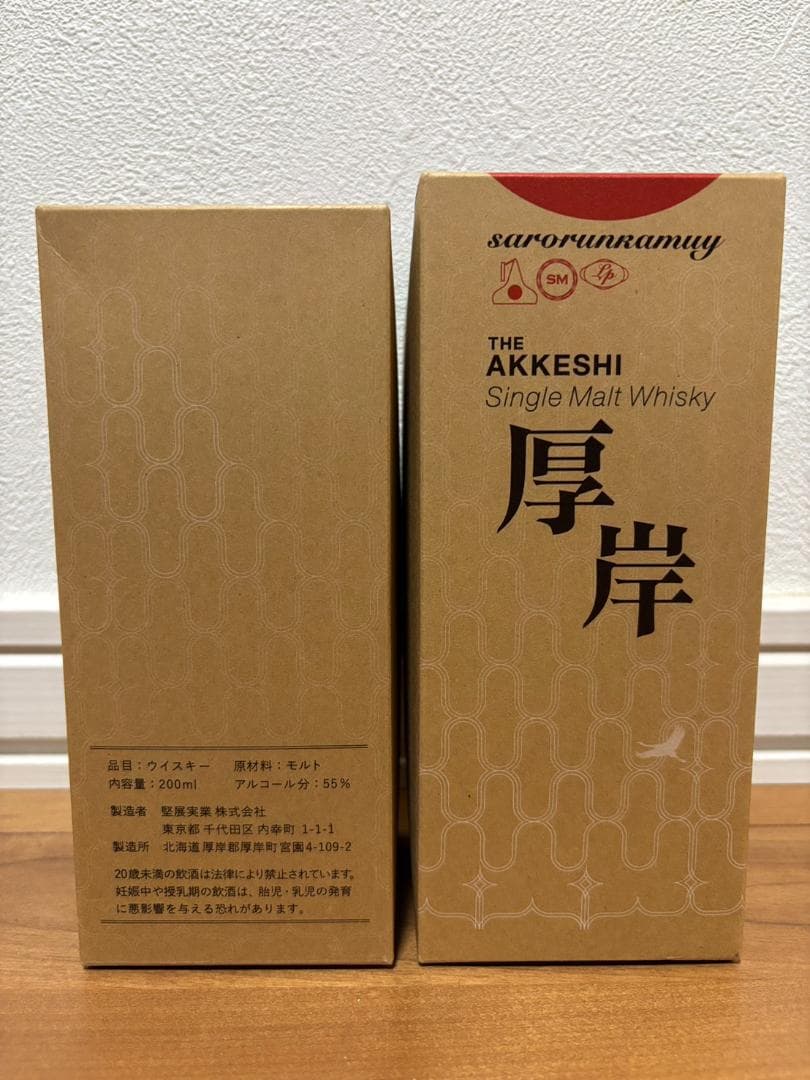 品目：ウイスキー　原材料：モルト
内容量：200ml　アルコール分：55%
製造者　堅展実業 株式会社
東京都 千代田区 内幸町 1-1-1
製造所　北海道 厚岸郡厚岸町 宮園4-109-2
20歳未満の飲酒は法律により禁止されています。
妊娠中や授乳期の飲酒は、胎児・乳児の発育
に悪影響を与える恐れがあります。
sarorunkamuy
SM
Lp
THE
AKKESHI
Single Malt Whisky
厚
岸